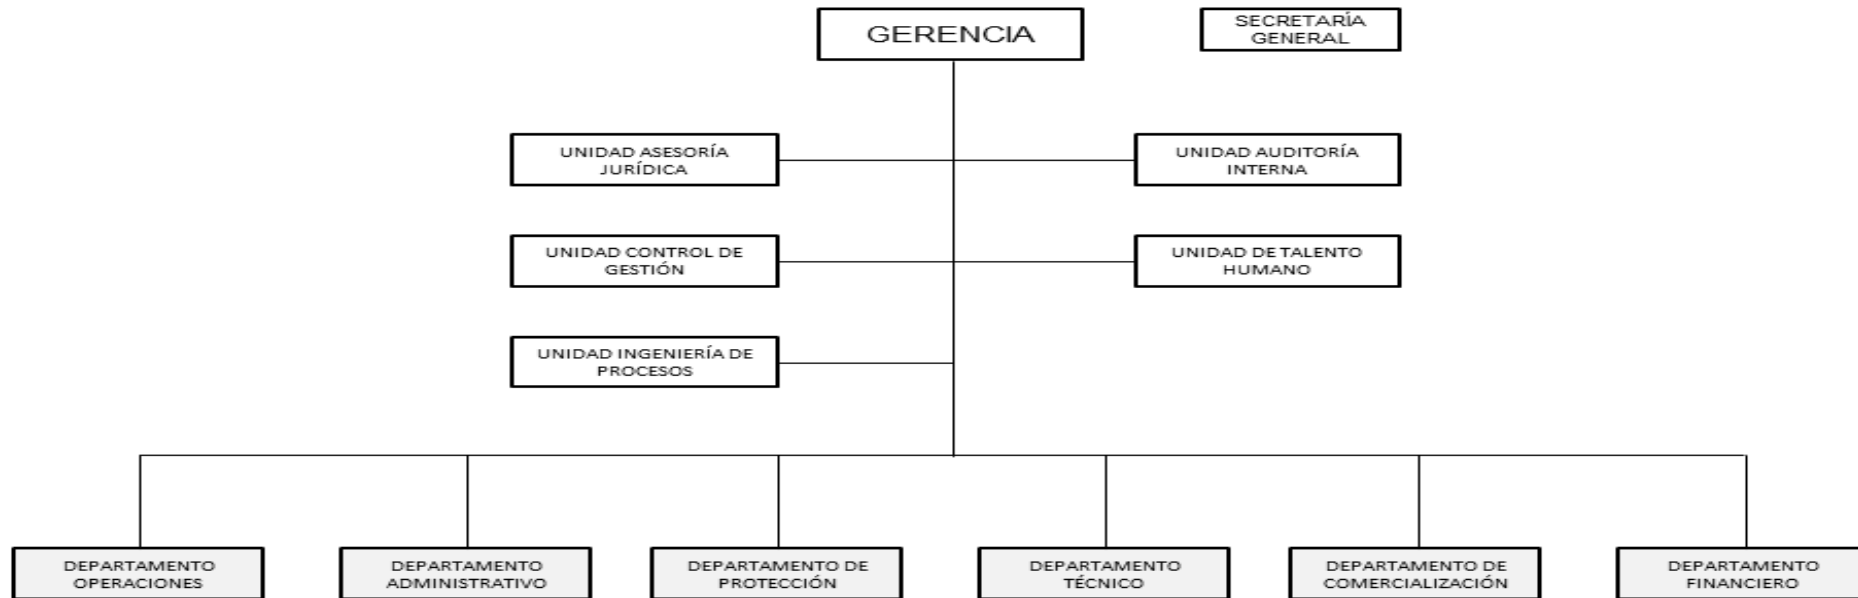 GERENCIA
SECRETARÍA
GENERAL
UNIDAD ASESORÍA
JURÍDICA
UNIDAD AUDITORÍA
INTERNA
UNIDAD CONTROL DE
GESTIÓN
UNIDAD DE TALENTO
HUMANO
UNIDAD INGENIERÍA DE
PROCESOS
DEPARTAMENTO
OPERACIONES
DEPARTAMENTO
ADMINISTRATIVO
DEPARTAMENTO DE
PROTECCIÓN
DEPARTAMENTO
TÉCNICO
DEPARTAMENTO DE
COMERCIALIZACIÓN
DEPARTAMENTO
FINANCIERO